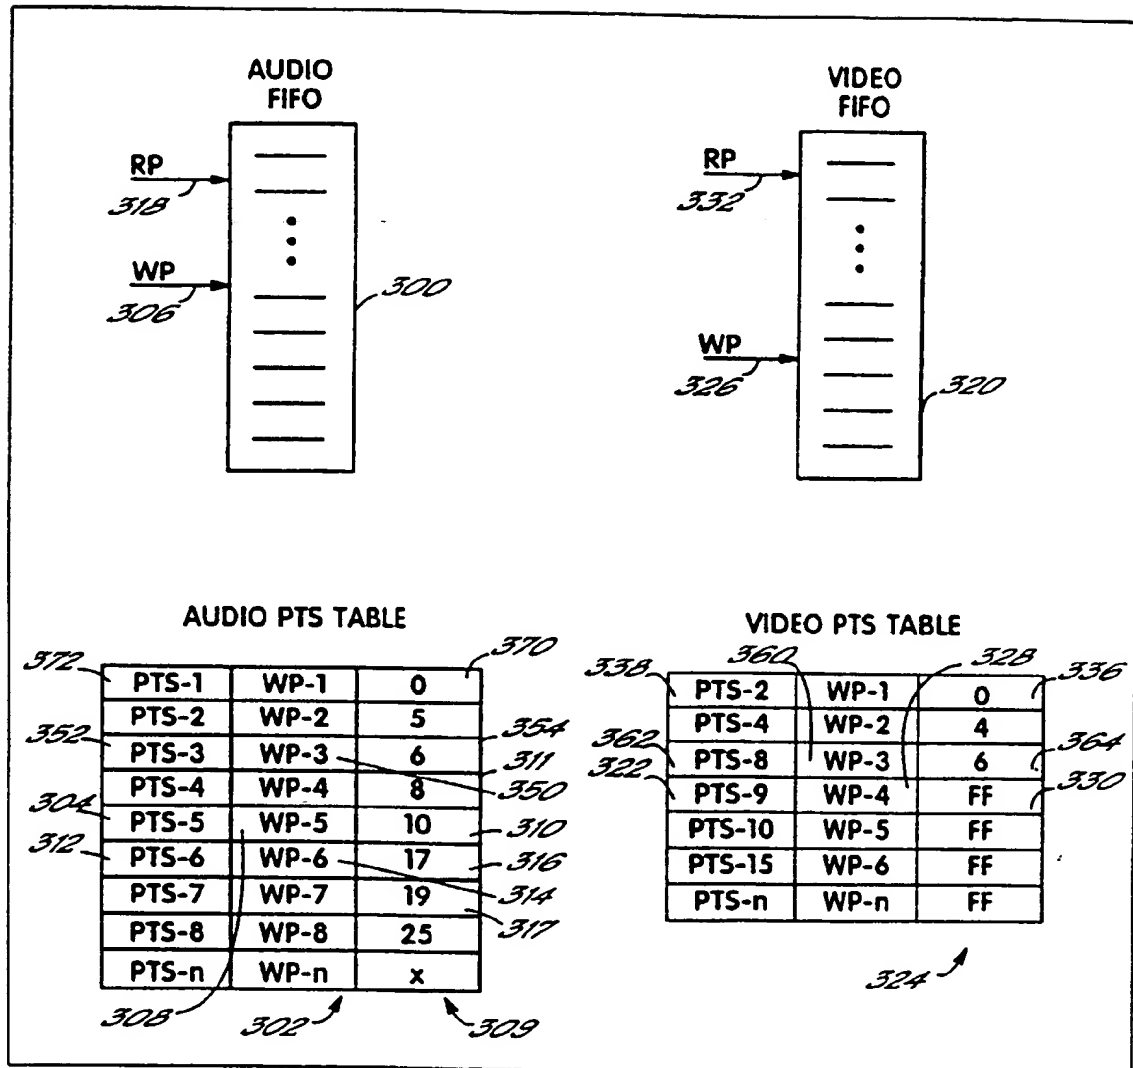 AUDIO
FIFO
RP
318
WP
306
300
VIDEO
FIFO
RP
332
WP
326
320
AUDIO PTS TABLE
372 PTS-1 WP-1 0 370
PTS-2 WP-2 5
352 PTS-3 WP-3 6 354
311
PTS-4 WP-4 8 350
304 PTS-5 WP-5 10 310
312 PTS-6 WP-6 17 316
314
PTS-7 WP-7 19 317
PTS-8 WP-8 25
PTS-n WP-n x
308 302 309
VIDEO PTS TABLE
360 328
338 PTS-2 WP-1 0 336
PTS-4 WP-2 4
362 PTS-8 WP-3 6 364
322 PTS-9 WP-4 FF 330
PTS-10 WP-5 FF
PTS-15 WP-6 FF
PTS-n WP-n FF
324